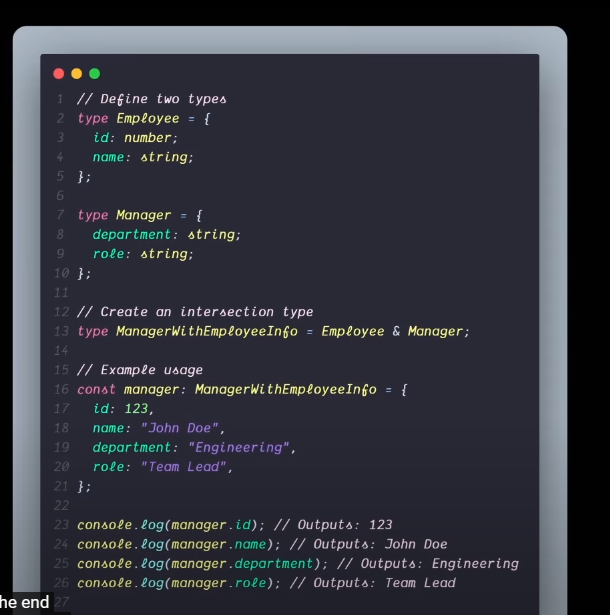 1 // Define two types
2 type Employee = {
3 id: number;
4 name: string;
5 };
6
7 type Manager = {
8 department: string;
9 role: string;
10 };
11
12 // Create an intersection type
13 type ManagerWithEmployeeInfo = Employee & Manager;
14
15 // Example usage
16 const manager: ManagerWithEmployeeInfo = {
17 id: 123,
18 name: "John Doe",
19 department: "Engineering",
20 role: "Team Lead",
21 };
22
23 console.log(manager.id); // Outputs: 123
24 console.log(manager.name); // Outputs: John Doe
25 console.log(manager.department); // Outputs: Engineering
26 console.log(manager.role); // Outputs: Team Lead
27
he end